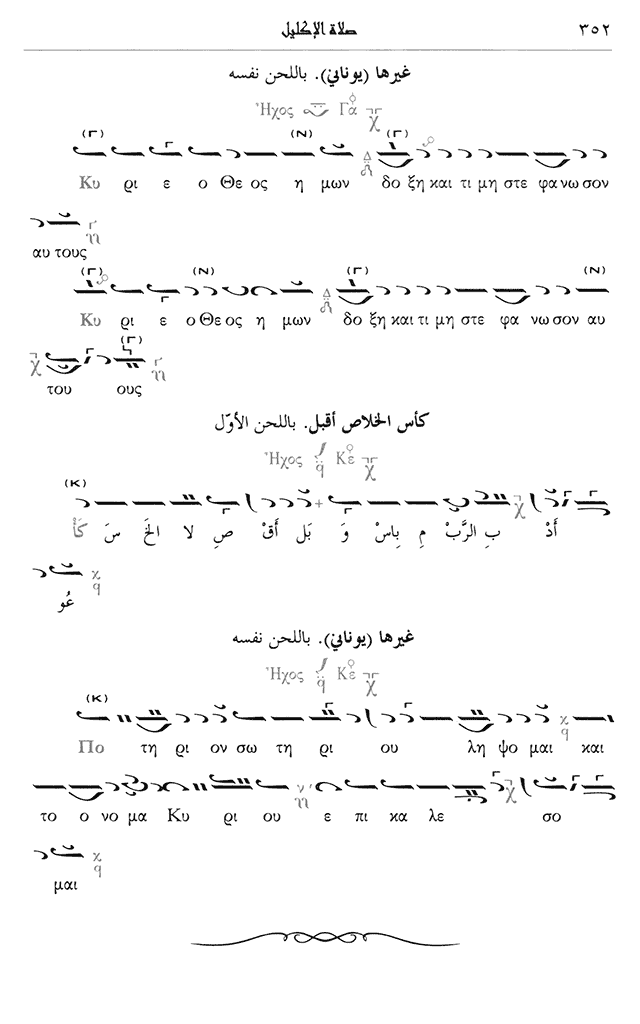 صلاة الإكليل ٣٥٢
غيرها (يوناني). باللحن نفسه
Ἦχος Γα
(Γ) (Ν) (Γ)
Κυ ρι ε ο Θε ος η μων δο ξη και τι μη στε φα νω σον
αυ τους
(Γ) (Ν) (Γ) (Ν)
Κυ ρι ε ο Θε ος η μων δο ξη και τι μη στε φα νω σον αυ
(Γ)
του ους
كأس الخلاص أقبل. باللحن الأوّل
Ἦχος Κε
(Κ)
كَأْ سَ الخَ لا صِ أَقْ بَل وَ بِاسْ مِ الرَّبْ بِ أَدْ
عُو
غيرها (يوناني). باللحن نفسه
Ἦχος Κε
(Κ)
Πο τη ρι ον σω τη ρι ου λη ψο μαι και
το ο νο μα Κυ ρι ου ε πι κα λε σο
μαι